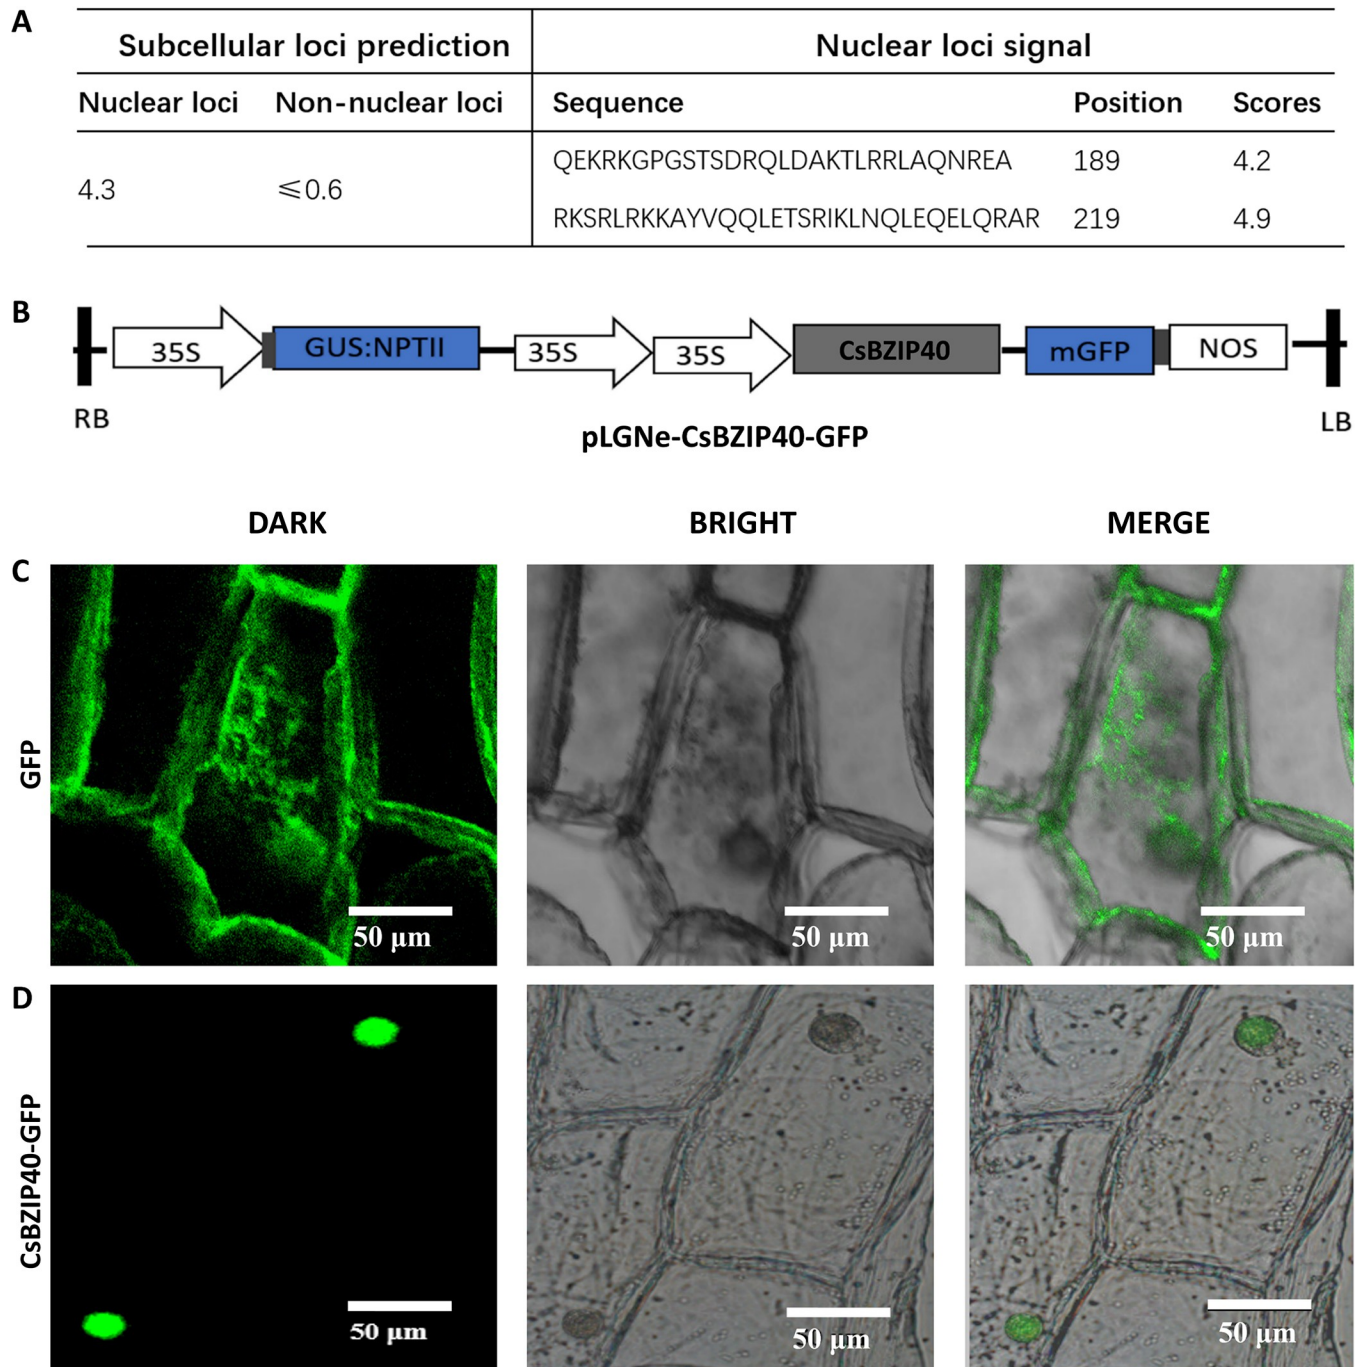 A
Subcellular loci prediction Nuclear loci signal
Nuclear loci Non-nuclear loci Sequence Position Scores
4.3 ≤0.6
QEKRKGPGSTSDRQLDAKTLRRLAQNREA 189 4.2
RKSRLRKKAYVQQLETSRIKLNQLEQELQRAR 219 4.9
B
35S GUS:NPTII 35S 35S CsBZIP40 mGFP NOS
RB LB
pLGNe-CsBZIP40-GFP
DARK BRIGHT MERGE
C
GFP
50 μm 50 μm 50 μm
D
CsBZIP40-GFP
50 μm 50 μm 50 μm